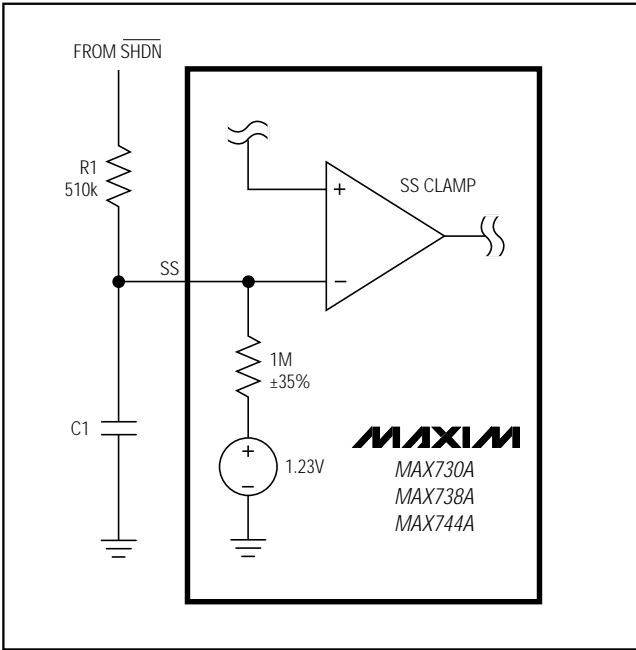 FROM SHDN
R1
510k
SS CLAMP
+
−
SS
1M
±35%
C1
+
−
1.23V
MAXIM
MAX730A
MAX738A
MAX744A